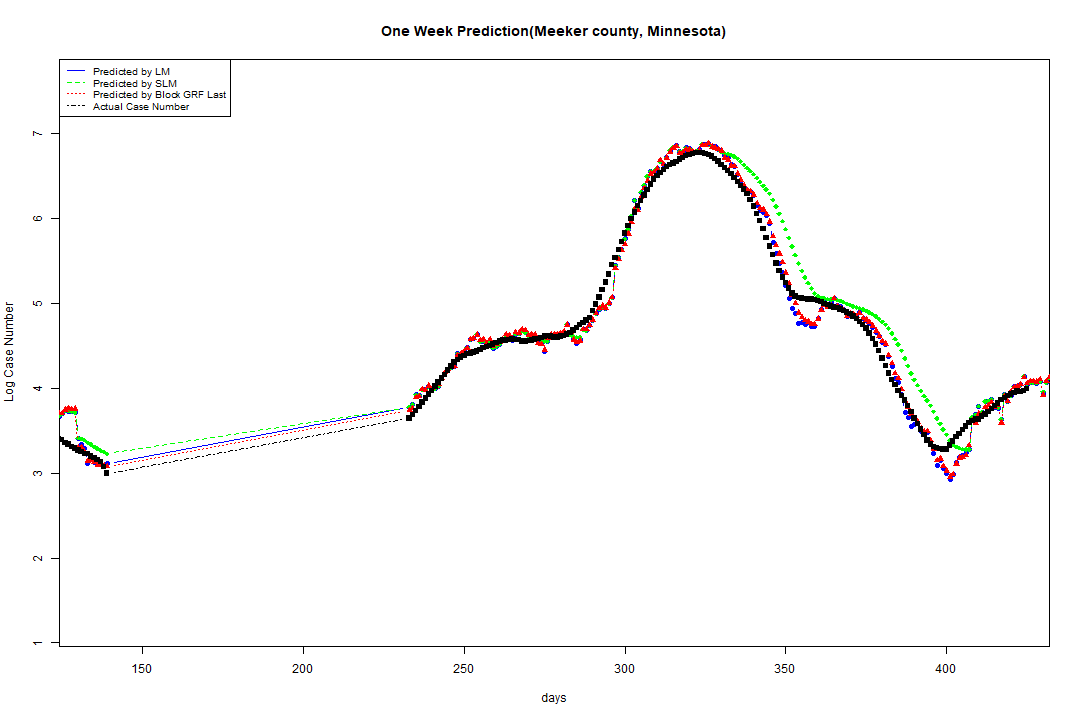 One Week Prediction(Meeker county, Minnesota)
Predicted by LM
Predicted by SLM
Predicted by Block GRF Last
Actual Case Number
Log Case Number
7
6
5
4
3
2
1
150 200 250 300 350 400
days